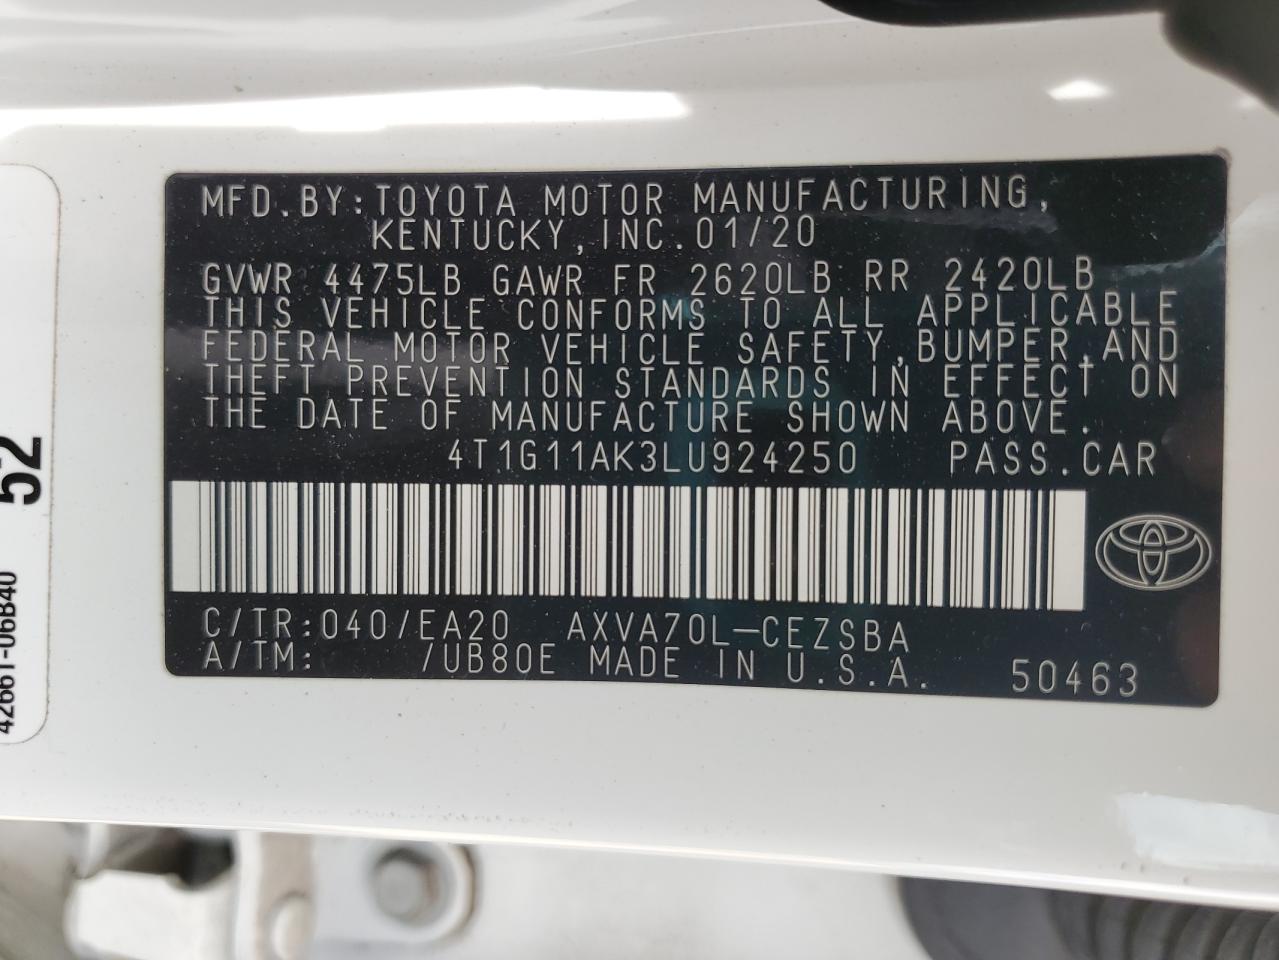 MFD.BY:TOYOTA MOTOR MANUFACTURING,
KENTUCKY,INC.01/20
GVWR 4475LB GAWR FR 2620LB RR 2420LB
THIS VEHICLE CONFORMS TO ALL APPLICABLE
FEDERAL MOTOR VEHICLE SAFETY,BUMPER,AND
THEFT PREVENTION STANDARDS IN EFFECT ON
THE DATE OF MANUFACTURE SHOWN ABOVE.
4T1G11AK3LU924250 PASS.CAR
C/TR:040/EA20 AXVA70L-CEZSBA
A/TM: /UB80E MADE IN U.S.A. 50463
52
42661-06B40